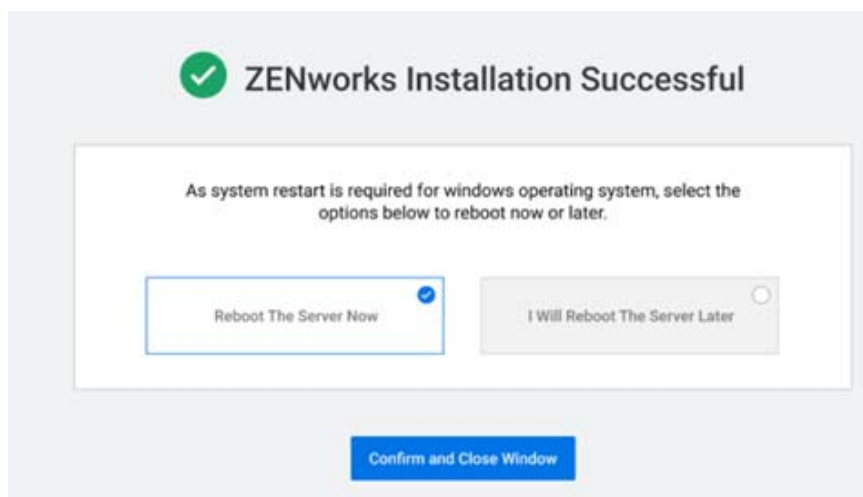 ZENworks Installation Successful
As system restart is required for windows operating system, select the
options below to reboot now or later.
Reboot The Server Now
I Will Reboot The Server Later
Confirm and Close Window